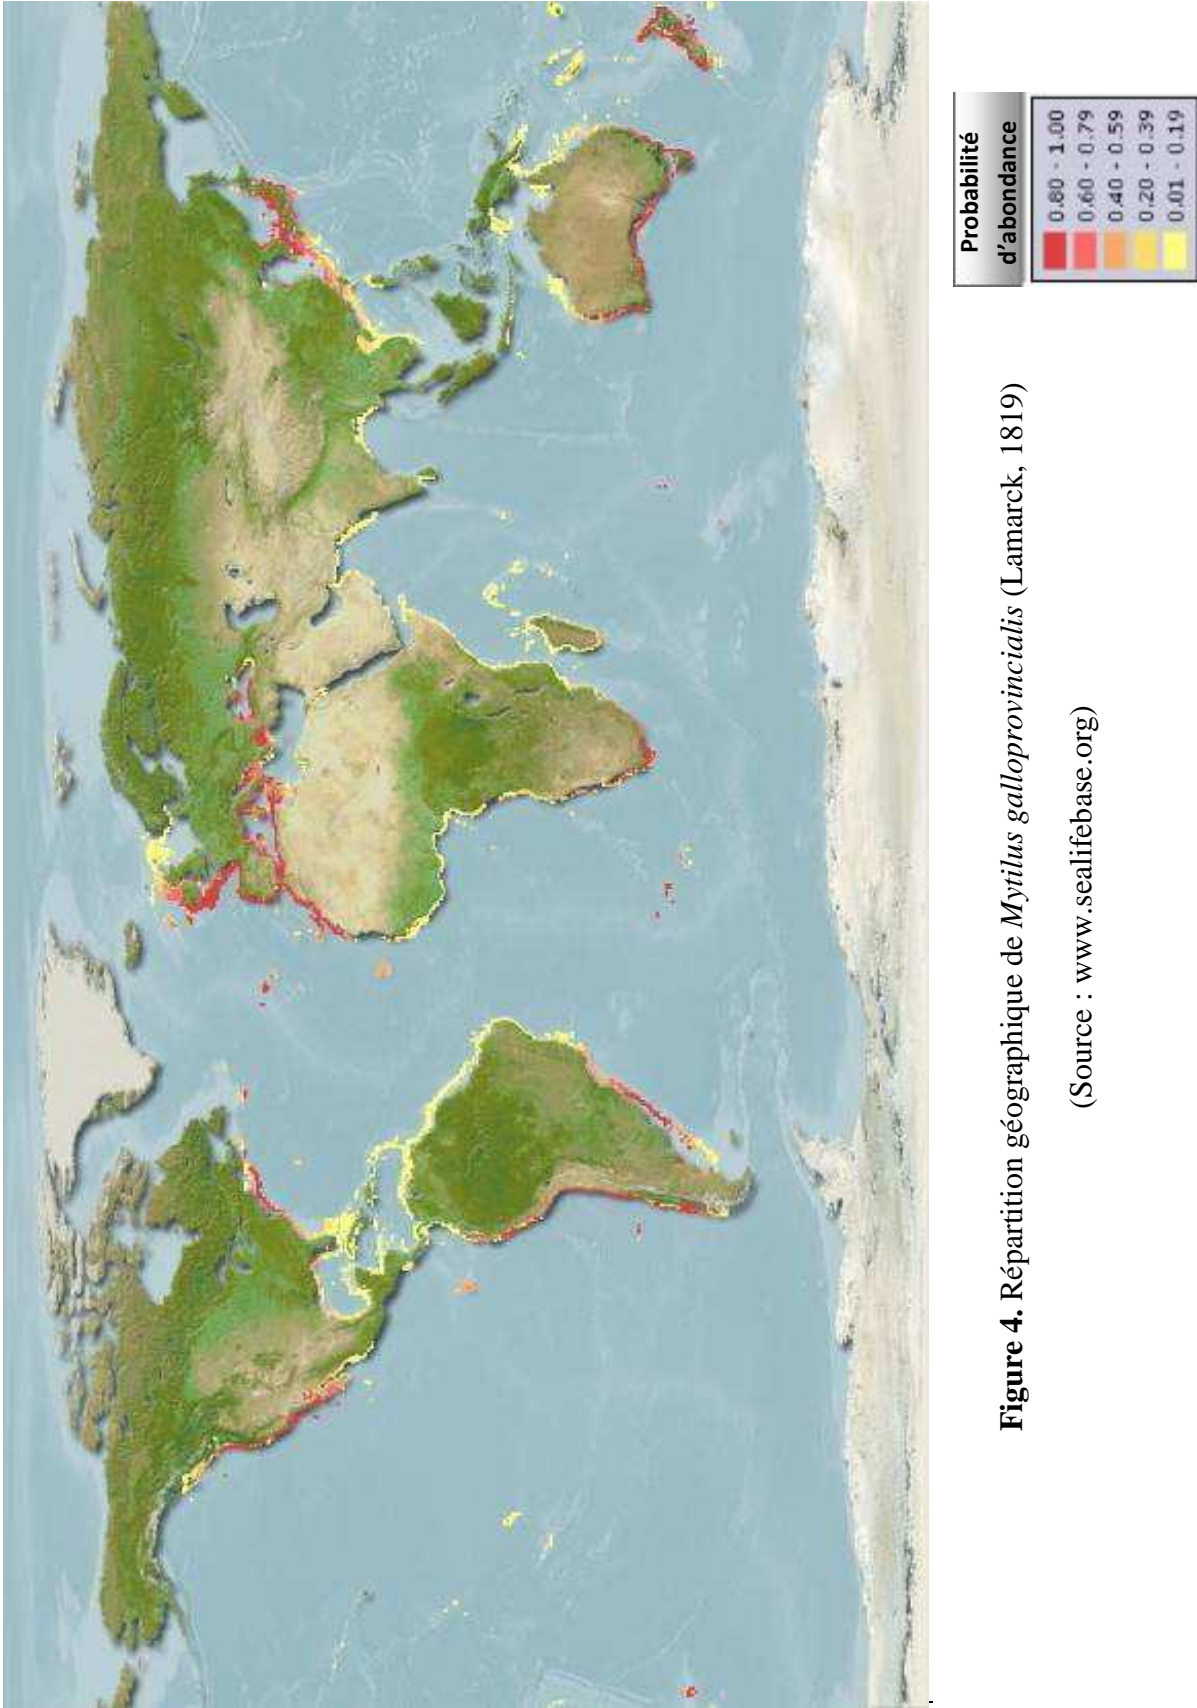 Probabilité
d'abondance
0.80 - 1.00
0.60 - 0.79
0.40 - 0.59
0.20 - 0.39
0.01 - 0.19
Figure 4. Répartition géographique de Mytilus galloprovincialis (Lamarck, 1819)
(Source : www.sealifebase.org)